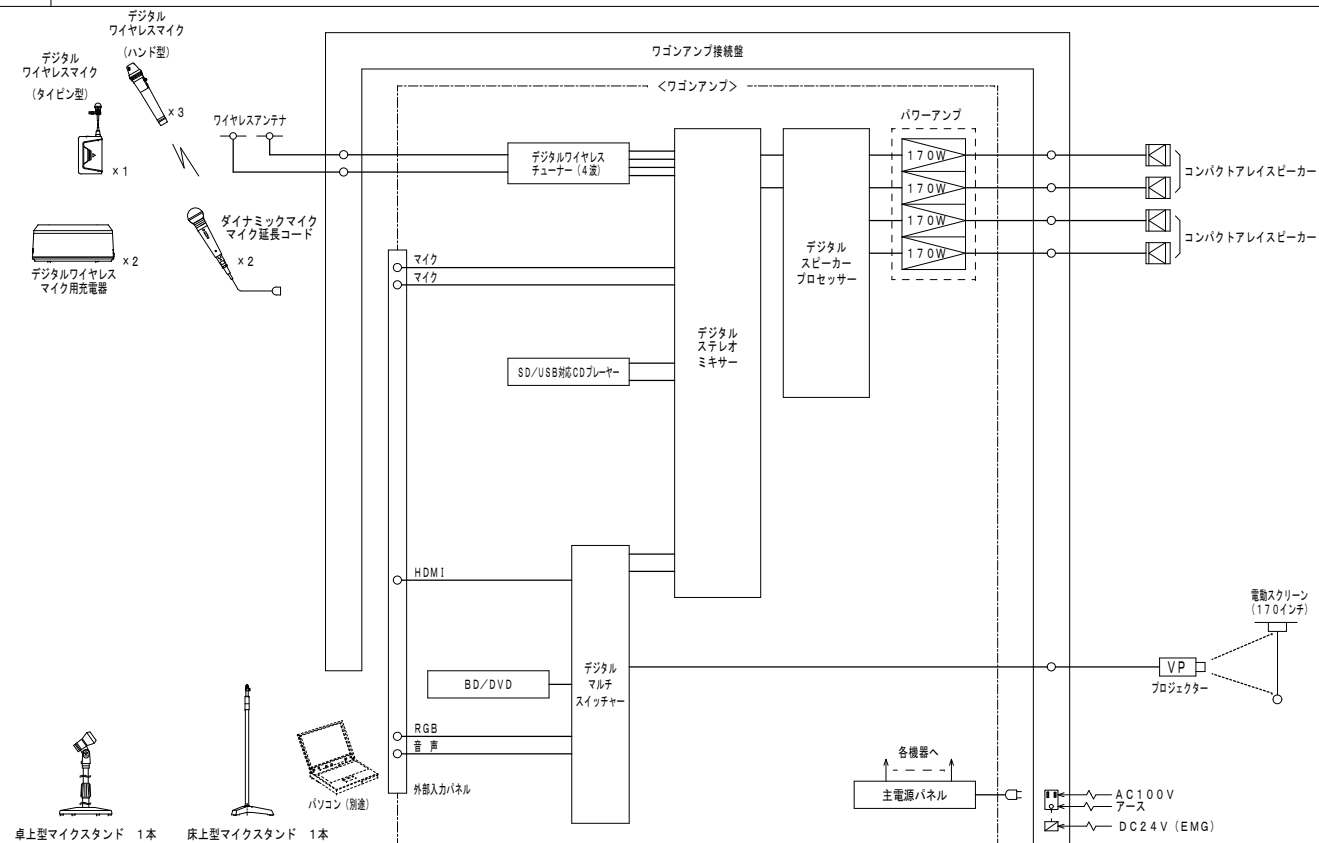 デジタル
ワイヤレスマイク
(ハンド型)
×3
デジタル
ワイヤレスマイク
(タイピン型)
×1
ワイヤレスアンテナ
×2
デジタルワイヤレス
マイク用充電器
ダイナミックマイク
マイク延長コード
×2
ワゴンアンプ接続盤
<ワゴンアンプ>
デジタルワイヤレス
チューナー(4波)
マイク
マイク
SD/USB対応CDプレーヤー
デジタル
ステレオ
ミキサー
デジタル
スピーカー
プロセッサー
パワーアンプ
170W
170W
170W
170W
コンパクトアレイスピーカー
コンパクトアレイスピーカー
HDMI
BD/DVD
デジタル
マルチ
スイッチャー
RGB
音声
外部入力パネル
パソコン(別途)
卓上型マイクスタンド 1本
床上型マイクスタンド 1本
電動スクリーン
(170インチ)
VP
プロジェクター
各機器へ
主電源パネル
AC100V
アース
DC24V(EMG)